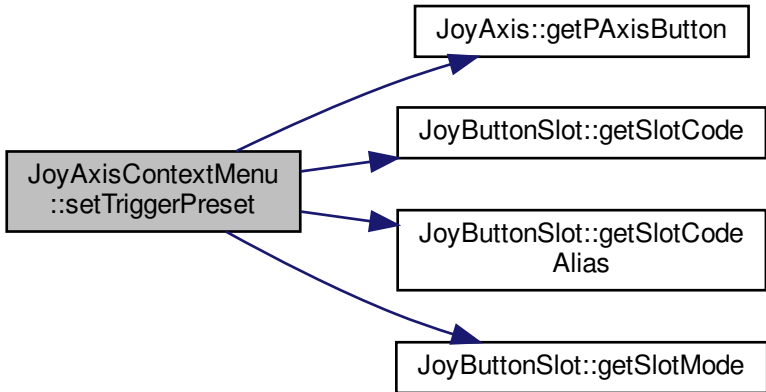 JoyAxis::getPAxisButton
JoyButtonSlot::getSlotCode
JoyAxisContextMenu
::setTriggerPreset
JoyButtonSlot::getSlotCode
Alias
JoyButtonSlot::getSlotMode